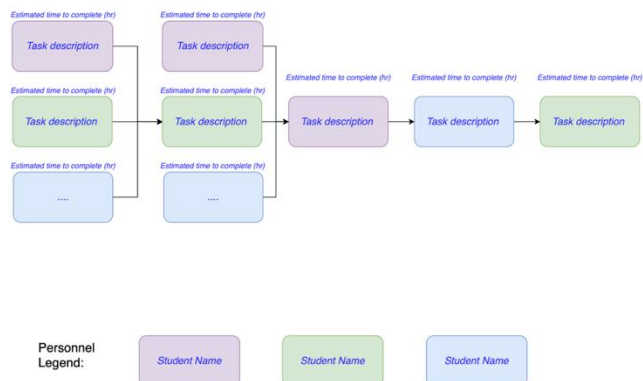 Estimated time to complete (hr)
Estimated time to complete (hr)
Task description
Task description
Estimated time to complete (hr)
Estimated time to complete (hr)
Estimated time to complete (hr)
Estimated time to complete (hr)
Estimated time to complete (hr)
Task description
Task description
Task description
Task description
Task description
Estimated time to complete (hr)
Estimated time to complete (hr)
....
....
Personnel
Legend:
Student Name
Student Name
Student Name